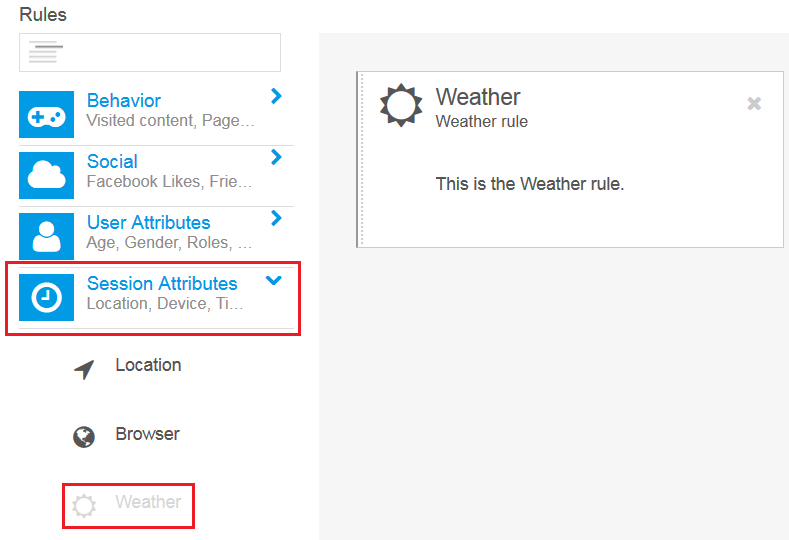 Rules
Behavior
Visited content, Page…
Social
Facebook Likes, Frie…
User Attributes
Age, Gender, Roles, …
Session Attributes
Location, Device, Ti…
Location
Browser
Weather
Weather
Weather rule
This is the Weather rule.